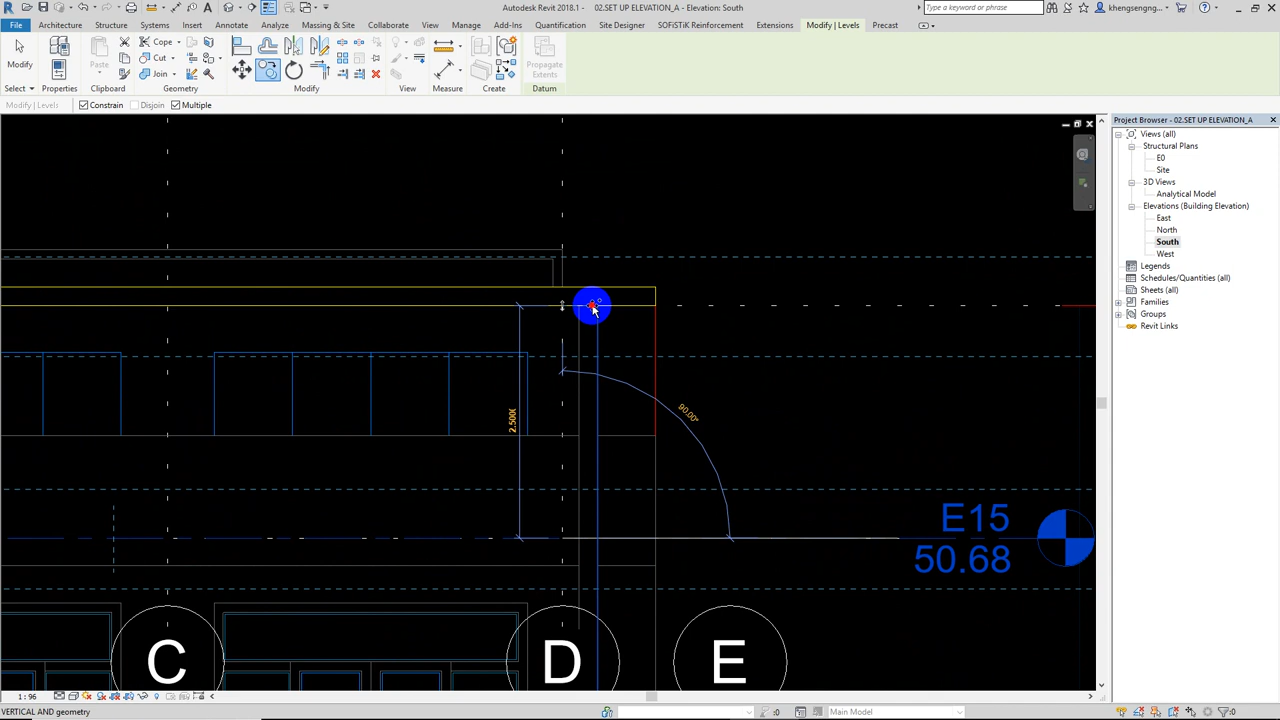 Autodesk Revit 2018.1 - 02.SET UP ELEVATION_A - Elevation: South
Type a keyword or phrase
khengsengng...
File Architecture Structure Systems Insert Annotate Analyze Massing & Site Collaborate View Manage Add-Ins Quantification Site Designer SOFiSTiK Reinforcement Extensions Modify | Levels Precast
Modify
Paste
Cope
Cut
Join
Propagate
Extents
Select Properties Clipboard Geometry Modify View Measure Create Datum
Modify | Levels Constrain Disjoin Multiple
Project Browser - 02.SET UP ELEVATION_A
Views (all)
Structural Plans
E0
Site
3D Views
Analytical Model
Elevations (Building Elevation)
East
North
South
West
Legends
Schedules/Quantities (all)
Sheets (all)
Families
Groups
Revit Links
90.00°
E15
50.68
C
D
E
1 : 96
VERTICAL AND geometry
:0
Main Model
:0